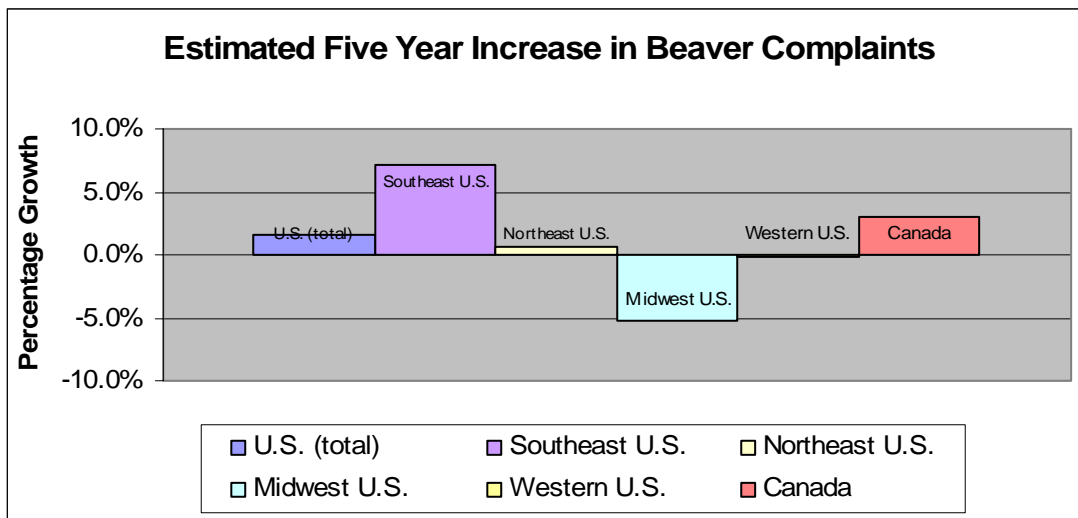 Estimated Five Year Increase in Beaver Complaints
Percentage Growth
10.0%
5.0%
0.0%
-5.0%
-10.0%
U.S. (total)
Southeast U.S.
Northeast U.S.
Midwest U.S.
Western U.S.
Canada
U.S. (total) Southeast U.S. Northeast U.S.
Midwest U.S. Western U.S. Canada